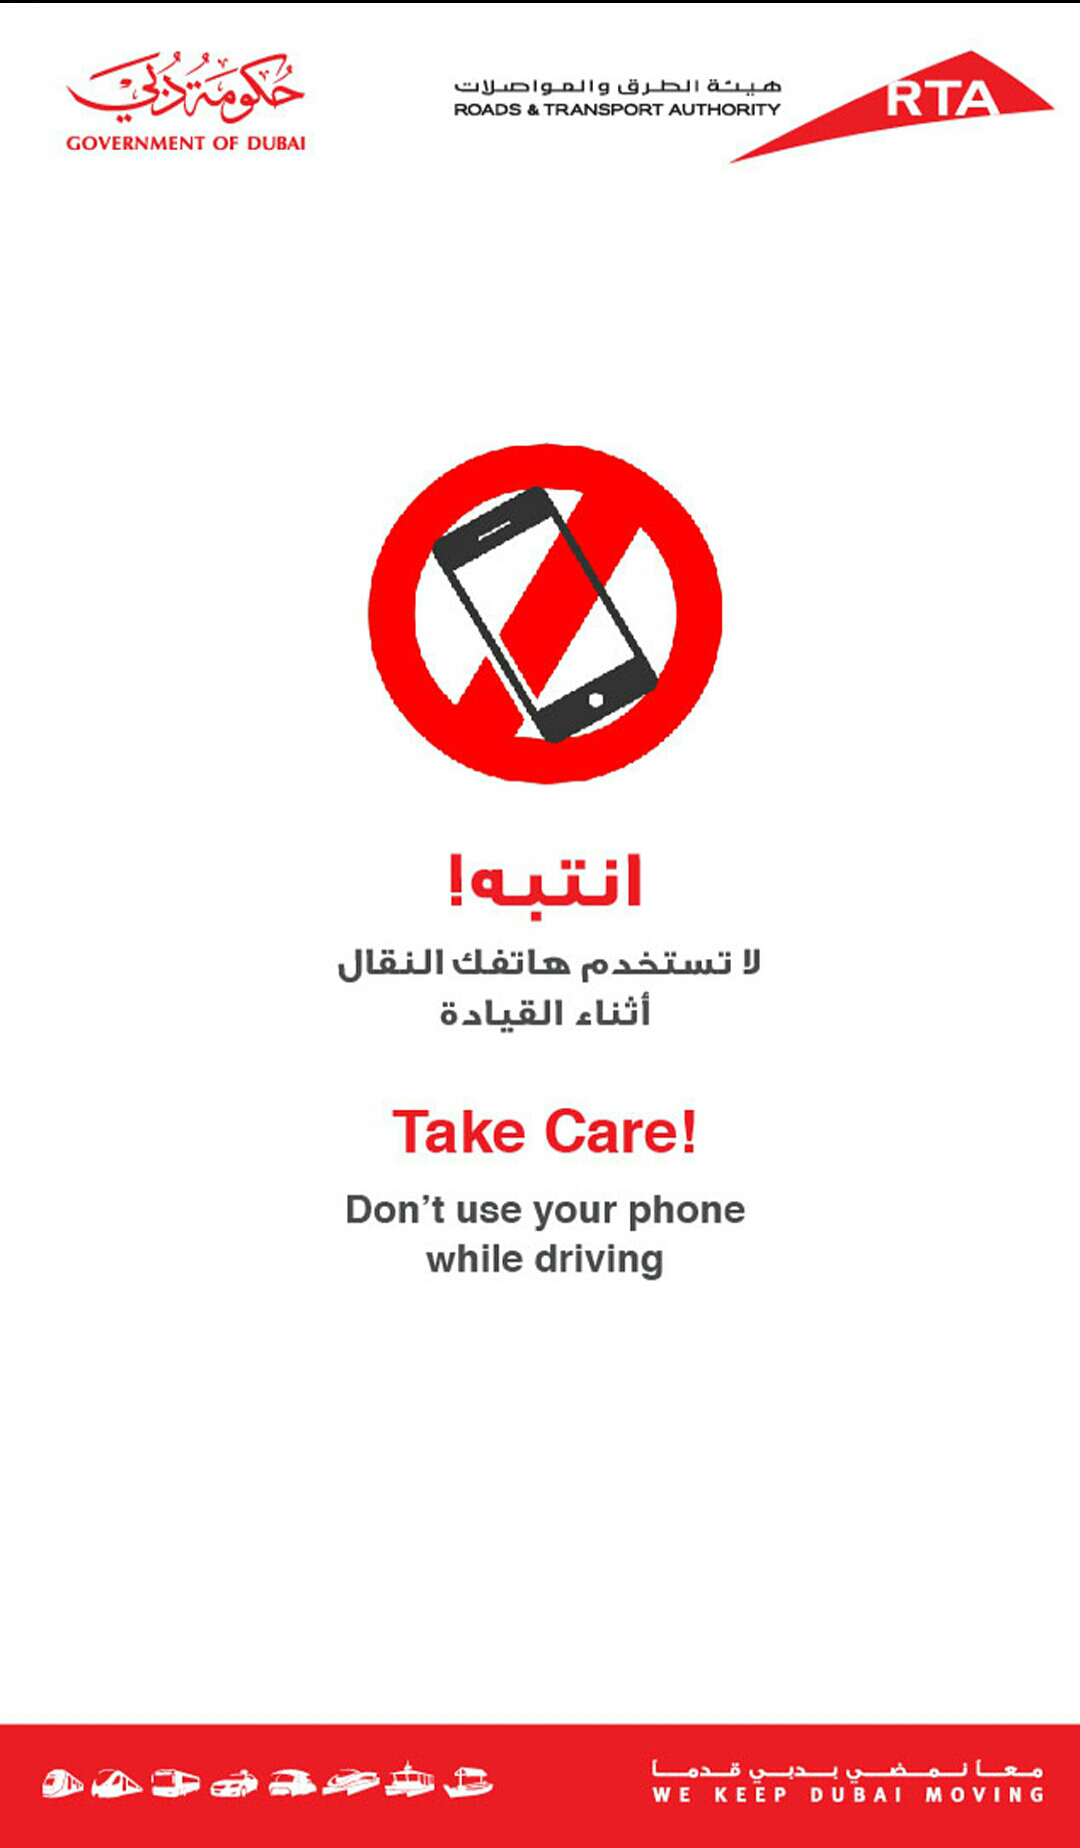 حكومة دبي
GOVERNMENT OF DUBAI
هيئة الطرق والمواصلات
ROADS & TRANSPORT AUTHORITY
RTA
انتبه!
لا تستخدم هاتفك النقال
أثناء القيادة
Take Care!
Don’t use your phone
while driving
معاً نمضي بدبي قدماً
WE KEEP DUBAI MOVING